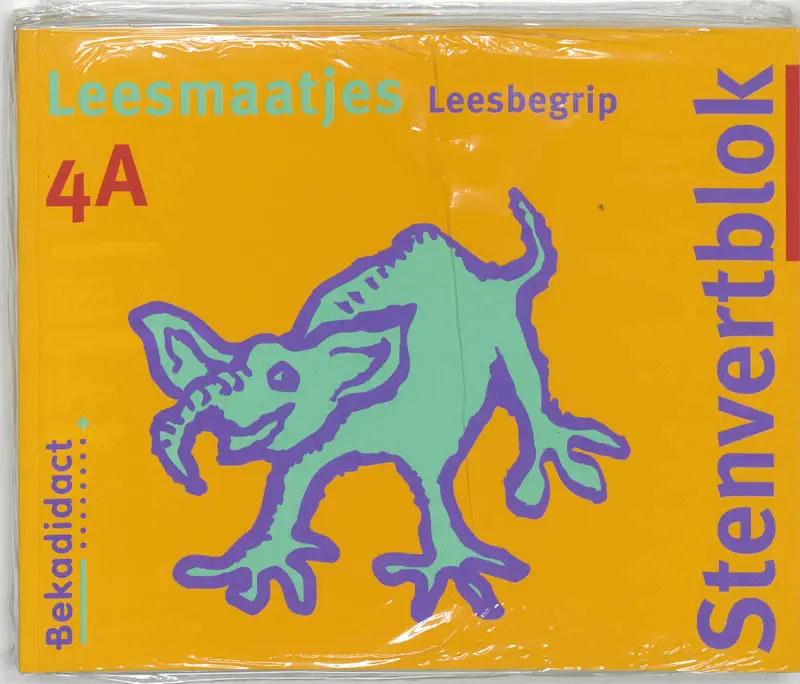 Leesmaatjes Leesbegrip
4A
Stenvertblok
Bekadidact